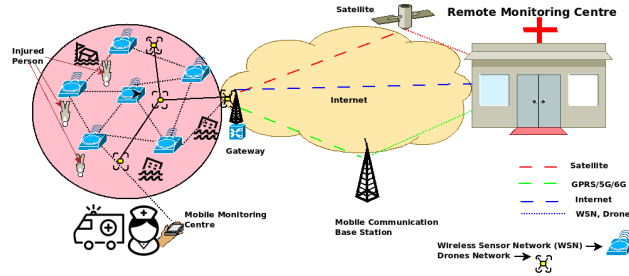 Satellite
Remote Monitoring Centre
Injured
Person
Internet
Gateway
Mobile Monitoring
Centre
Mobile Communication
Base Station
Satellite
GPRS/5G/6G
Internet
WSN, Drone
Wireless Sensor Network (WSN)
Drones Network